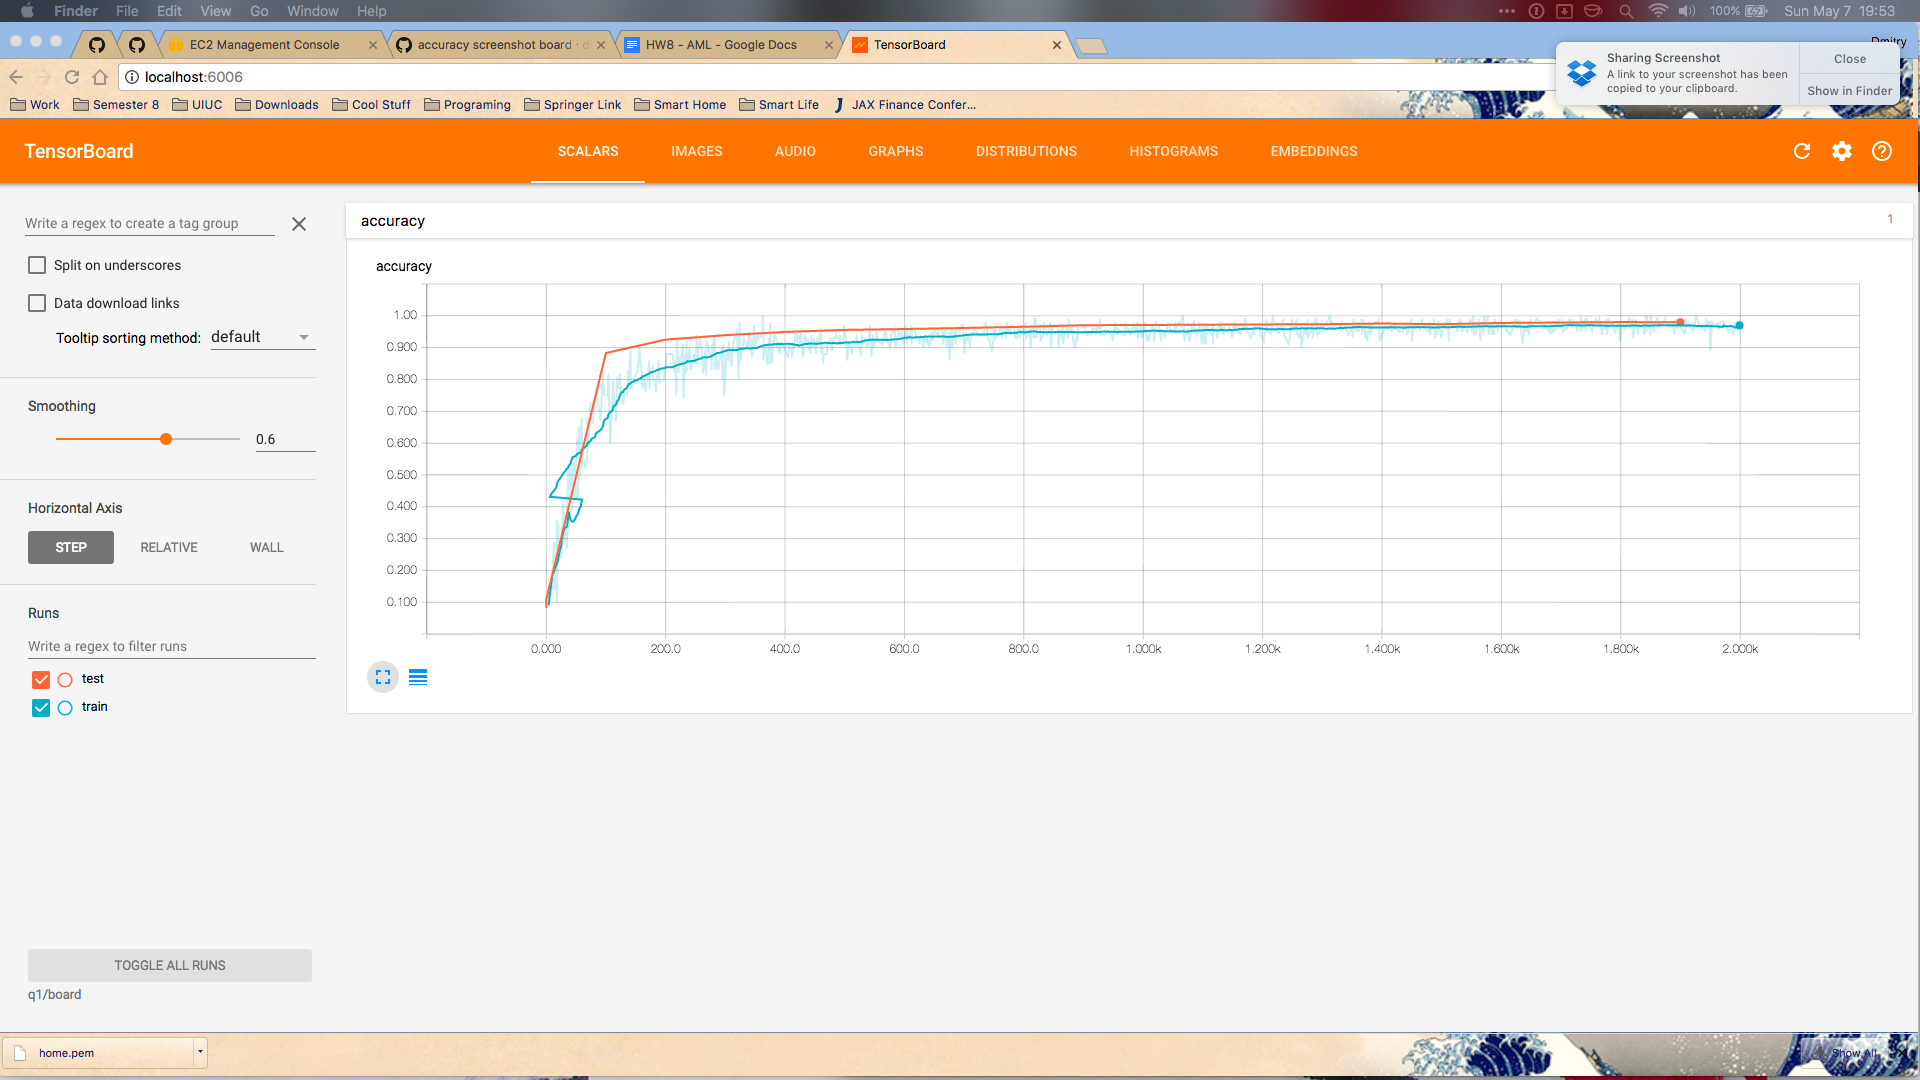 Finder File Edit View Go Window Help 100% Sun May 7 19:53
EC2 Management Console accuracy screenshot board · d HW8 - AML - Google Docs TensorBoard Dmitry
localhost:6006
Sharing Screenshot
A link to your screenshot has been
copied to your clipboard.
Close
Show in Finder
Work Semester 8 UIUC Downloads Cool Stuff Programing Springer Link Smart Home Smart Life JAX Finance Confer...
TensorBoard SCALARS IMAGES AUDIO GRAPHS DISTRIBUTIONS HISTOGRAMS EMBEDDINGS
Write a regex to create a tag group
Split on underscores
Data download links
Tooltip sorting method: default
Smoothing
0.6
Horizontal Axis
STEP RELATIVE WALL
Runs
Write a regex to filter runs
test
train
TOGGLE ALL RUNS
q1/board
accuracy 1
accuracy
1.00
0.900
0.800
0.700
0.600
0.500
0.400
0.300
0.200
0.100
0.000 200.0 400.0 600.0 800.0 1.000k 1.200k 1.400k 1.600k 1.800k 2.000k
home.pem Show All